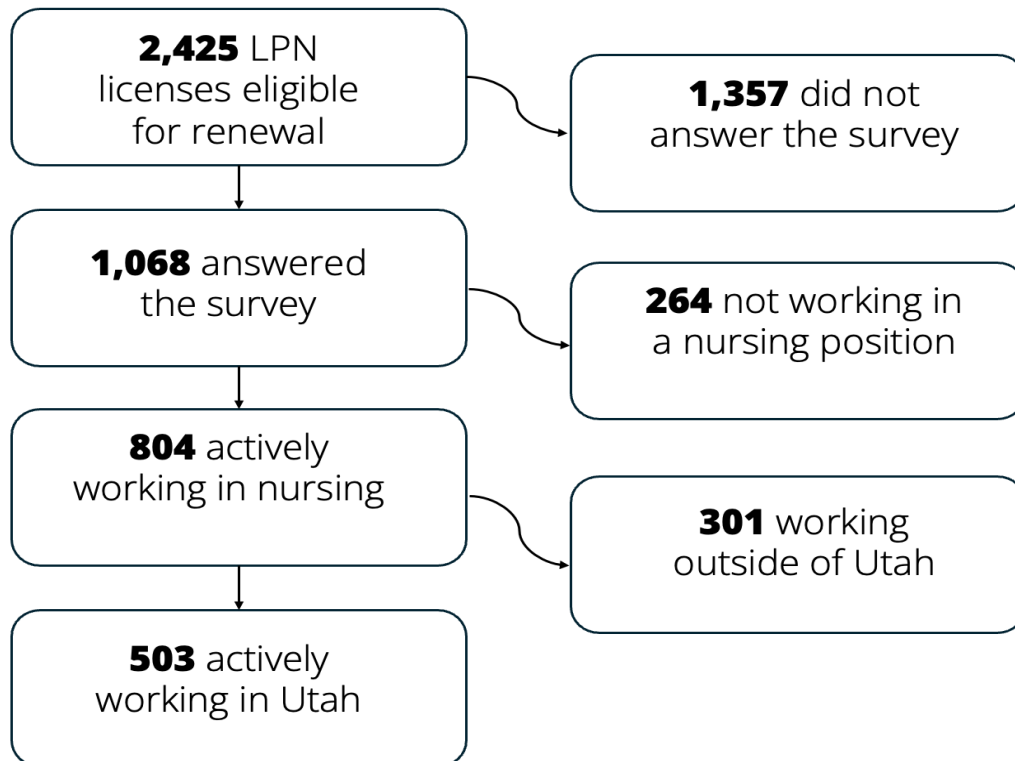 2,425 LPN
licenses eligible
for renewal
1,357 did not
answer the survey
1,068 answered
the survey
264 not working in
a nursing position
804 actively
working in nursing
301 working
outside of Utah
503 actively
working in Utah